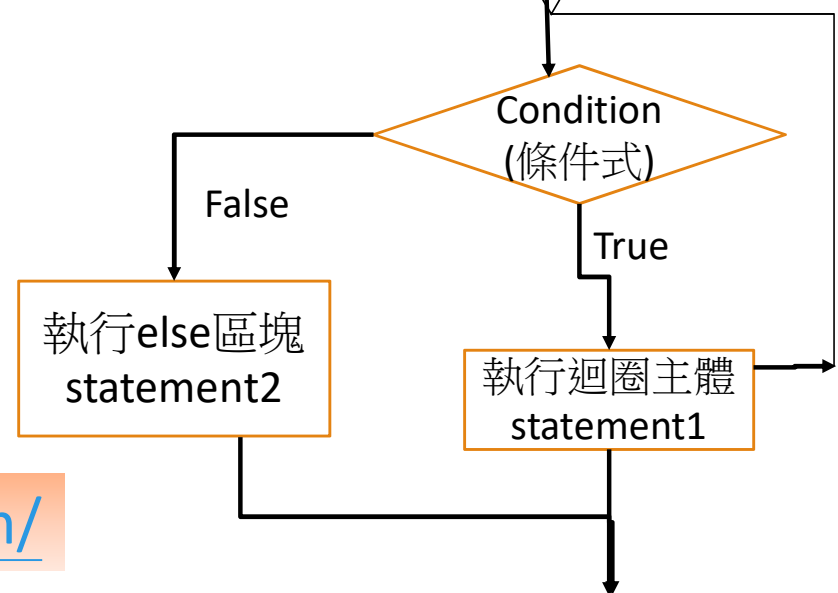 Condition
(條件式)
False
True
執行else區塊
statement2
執行迴圈主體
statement1
n/